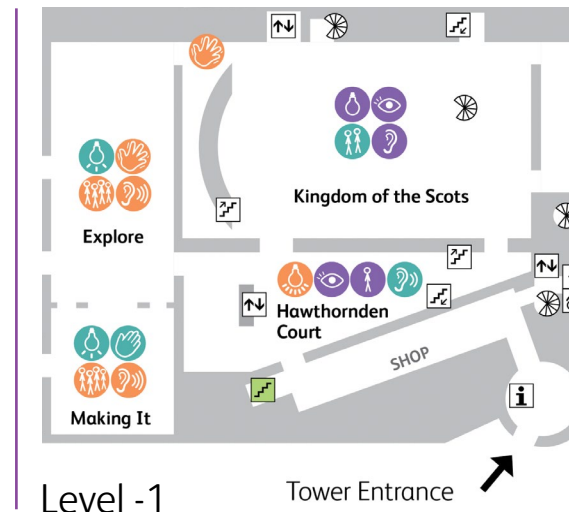 Kingdom of the Scots
Explore
Hawthornden
Court
SHOP
Making It
i
Level -1
Tower Entrance